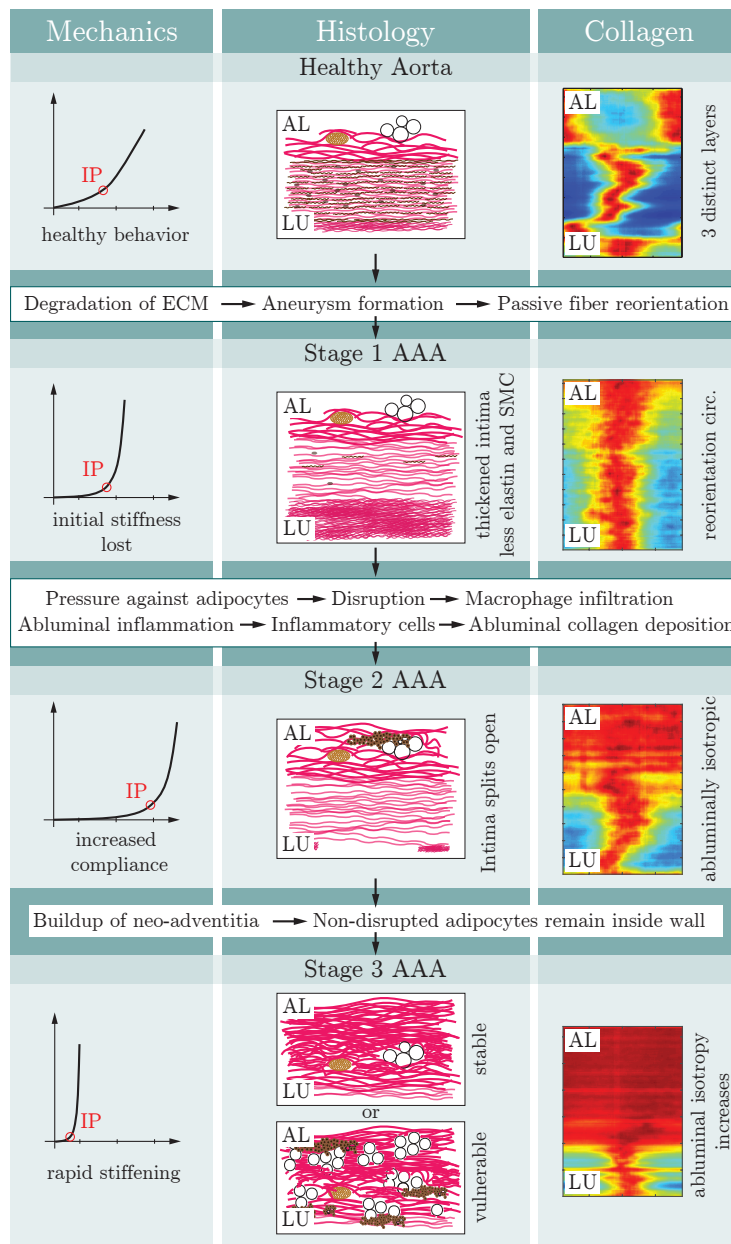 Mechanics
Histology
Collagen
Healthy Aorta
IP
healthy behavior
AL
LU
AL
LU
3 distinct layers
Degradation of ECM → Aneurysm formation → Passive fiber reorientation
Stage 1 AAA
IP
initial stiffness
lost
AL
LU
thickened intima
less elastin and SMC
AL
LU
reorientation circ.
Pressure against adipocytes → Disruption → Macrophage infiltration
Abluminal inflammation → Inflammatory cells → Abluminal collagen deposition
Stage 2 AAA
IP
increased
compliance
AL
LU
Intima splits open
AL
LU
abluminally isotropic
Buildup of neo-adventitia → Non-disrupted adipocytes remain inside wall
Stage 3 AAA
IP
rapid stiffening
AL
LU
stable
or
AL
LU
vulnerable
AL
LU
abluminal isotropy
increases